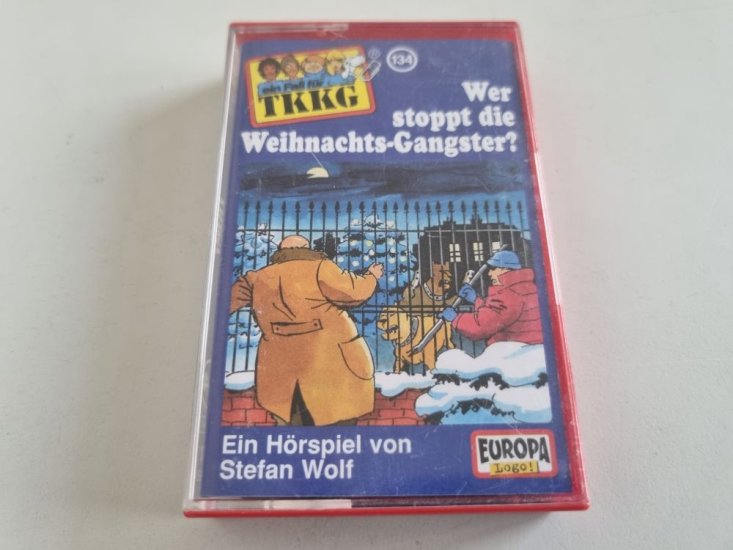 ein Fall für
TKKG
®
134
Wer
stoppt die
Weihnachts-Gangster?
Ein Hörspiel von
Stefan Wolf
EUROPA
Logo!